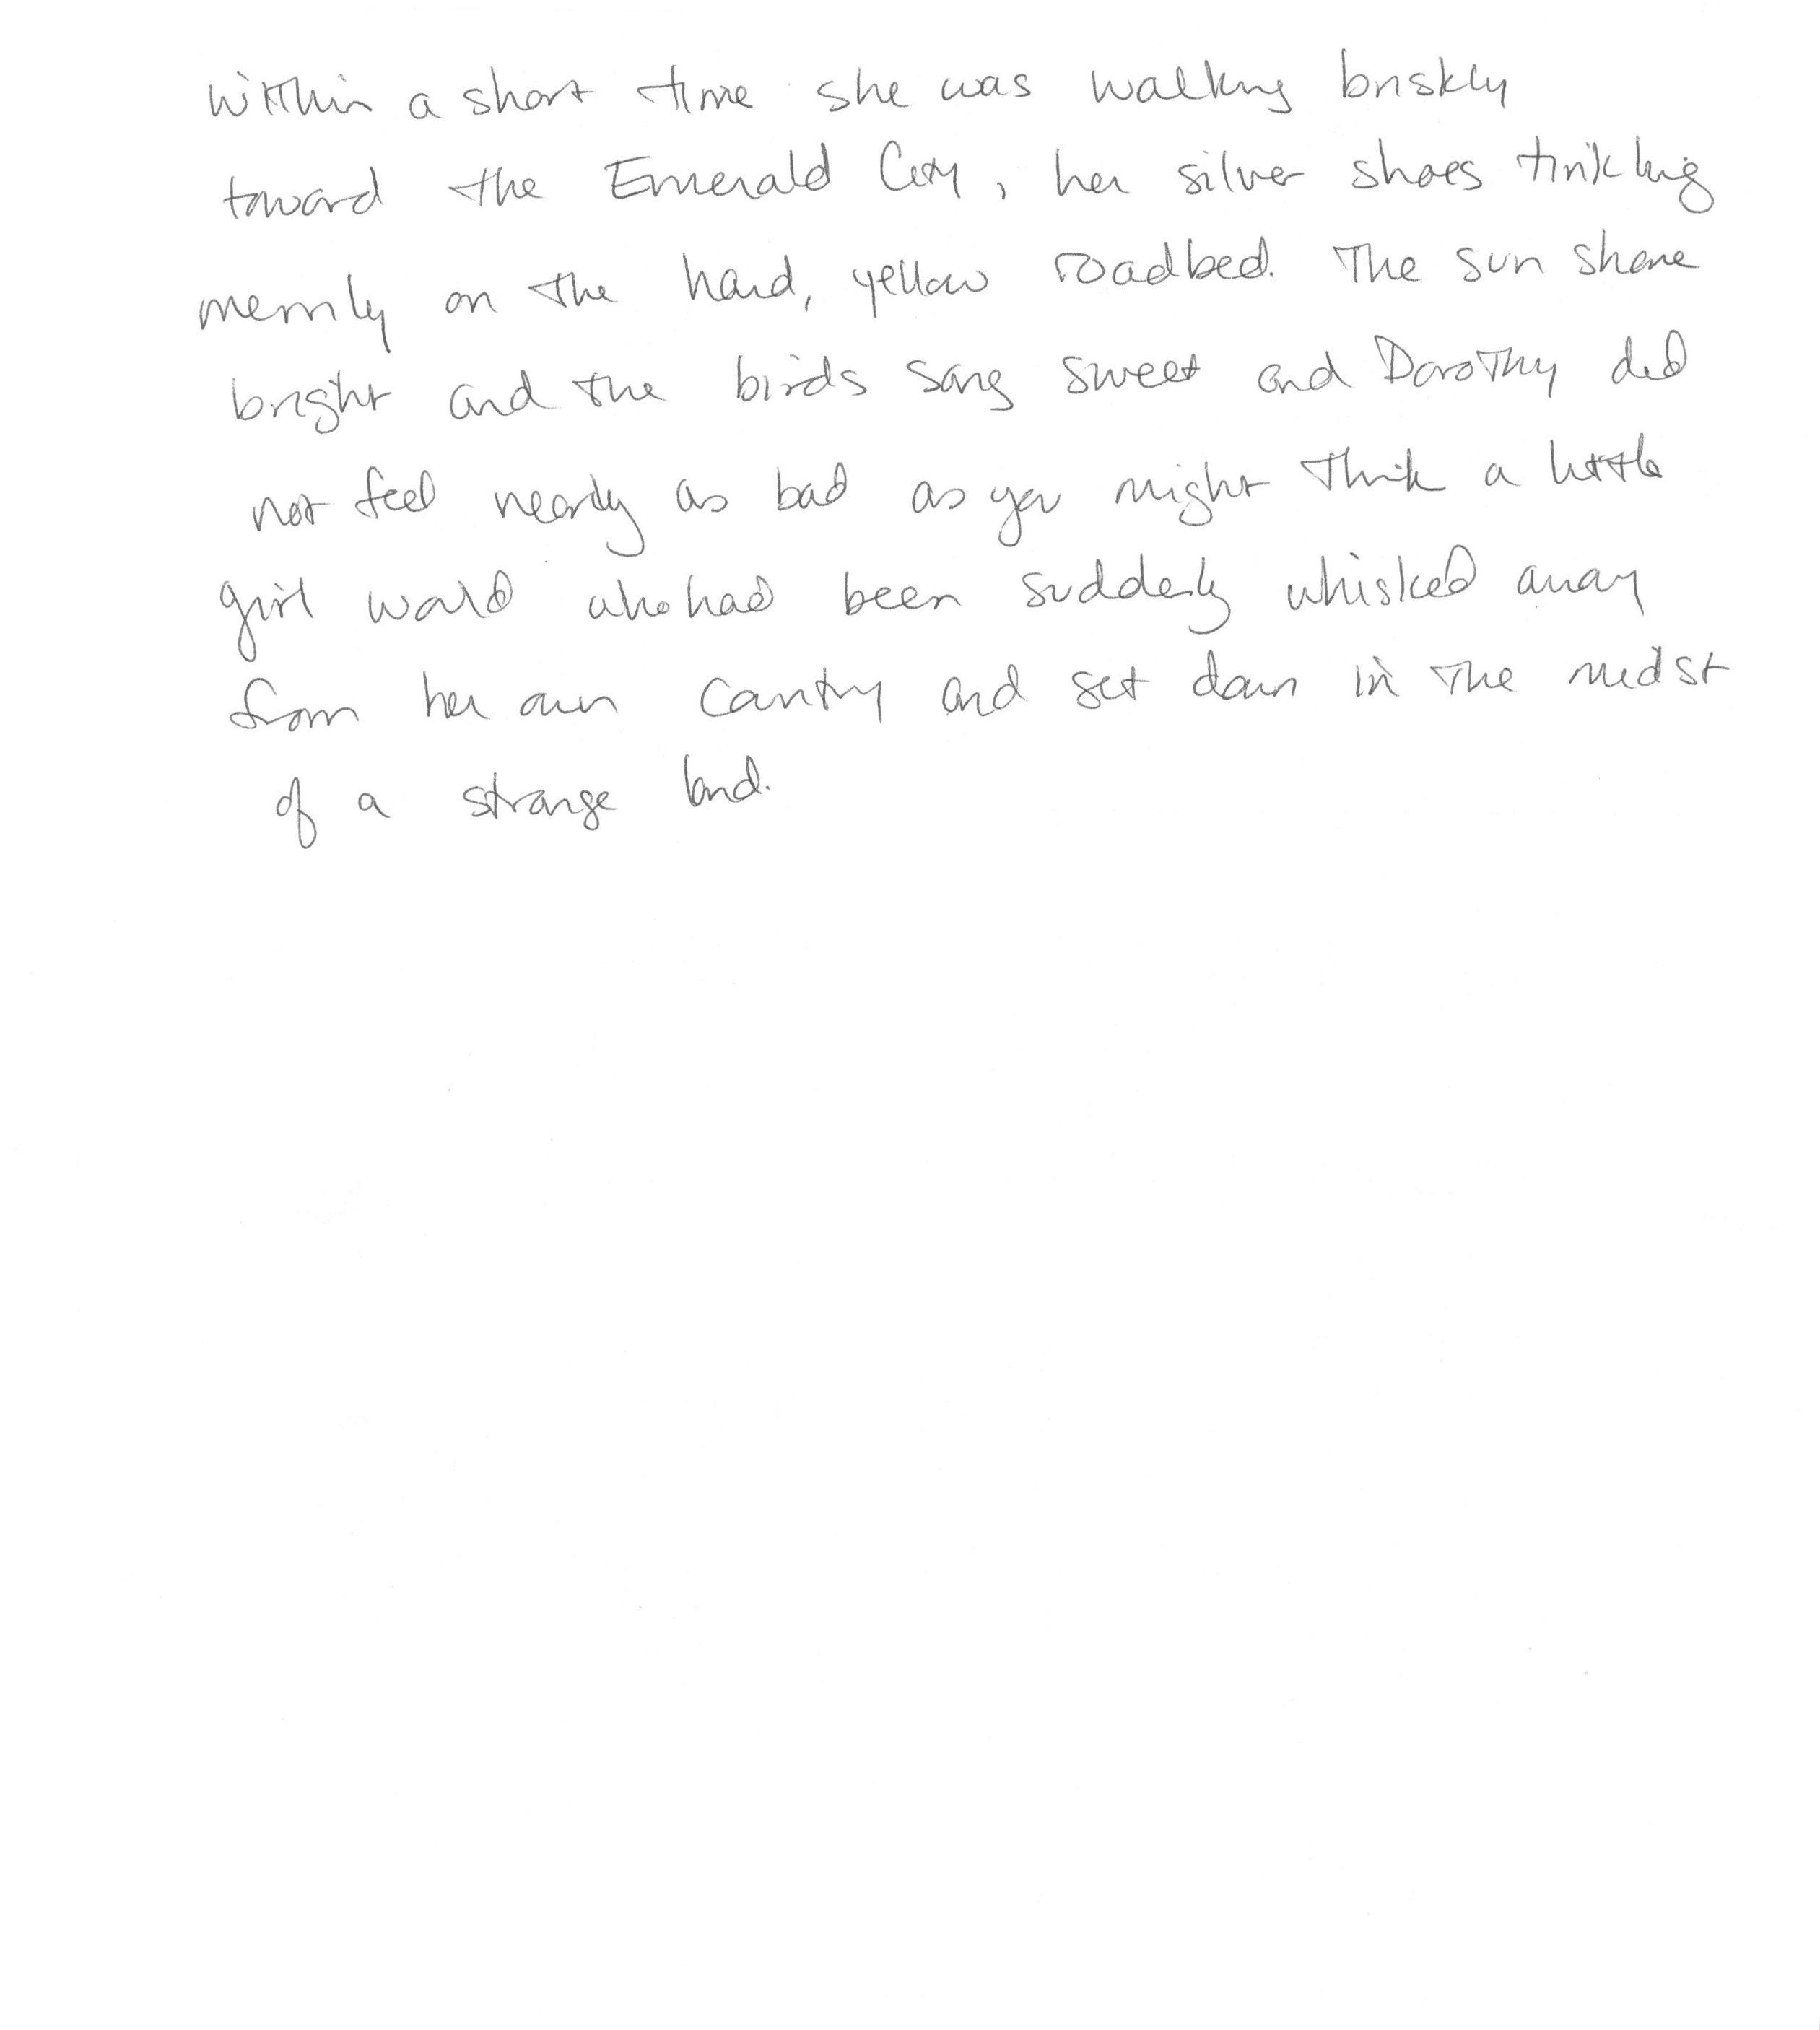 Within a short time she was walking briskly
toward the Emerald City, her silver shoes tinkling
merrily on the hard, yellow roadbed. The sun shone
bright and the birds sang sweet and Dorothy did
not feel nearly as bad as you might think a little
girl would who had been suddenly whisked away
from her own country and set down in the midst
of a strange land.